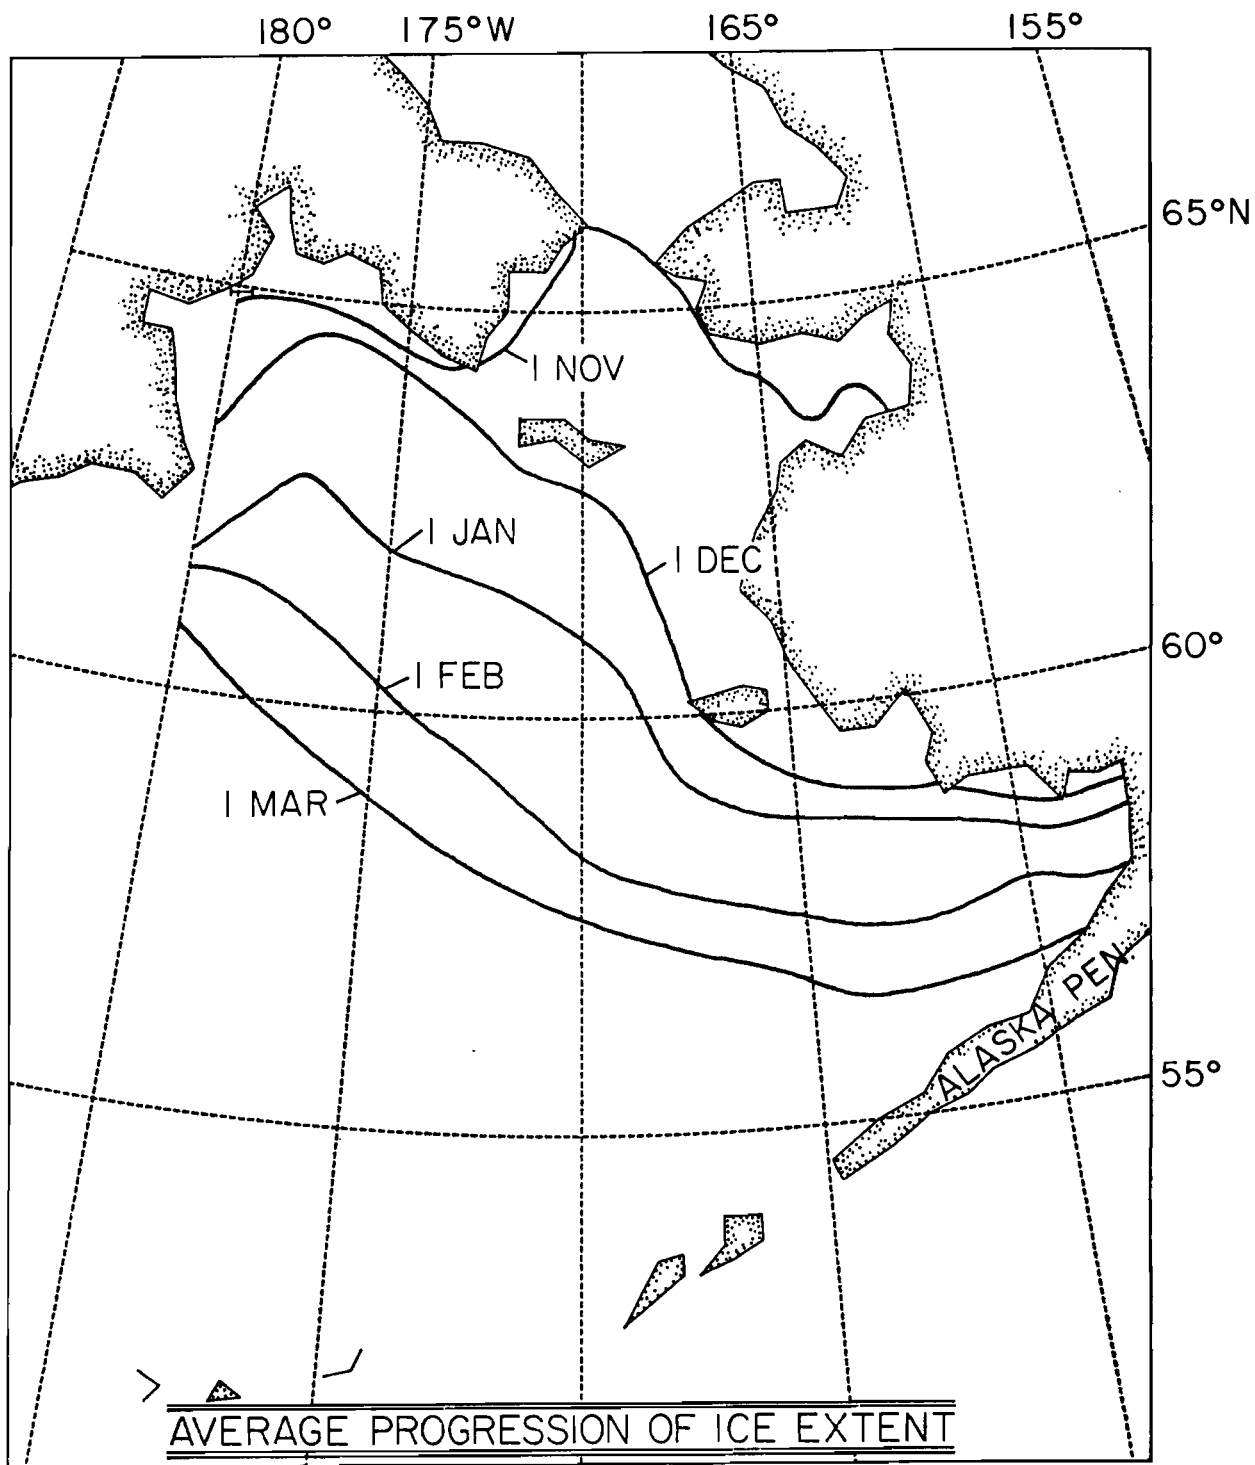 180° 175°W 165° 155°
65°N
1 NOV
1 JAN
1 DEC
60°
1 FEB
1 MAR
ALASKA PEN
55°
AVERAGE PROGRESSION OF ICE EXTENT